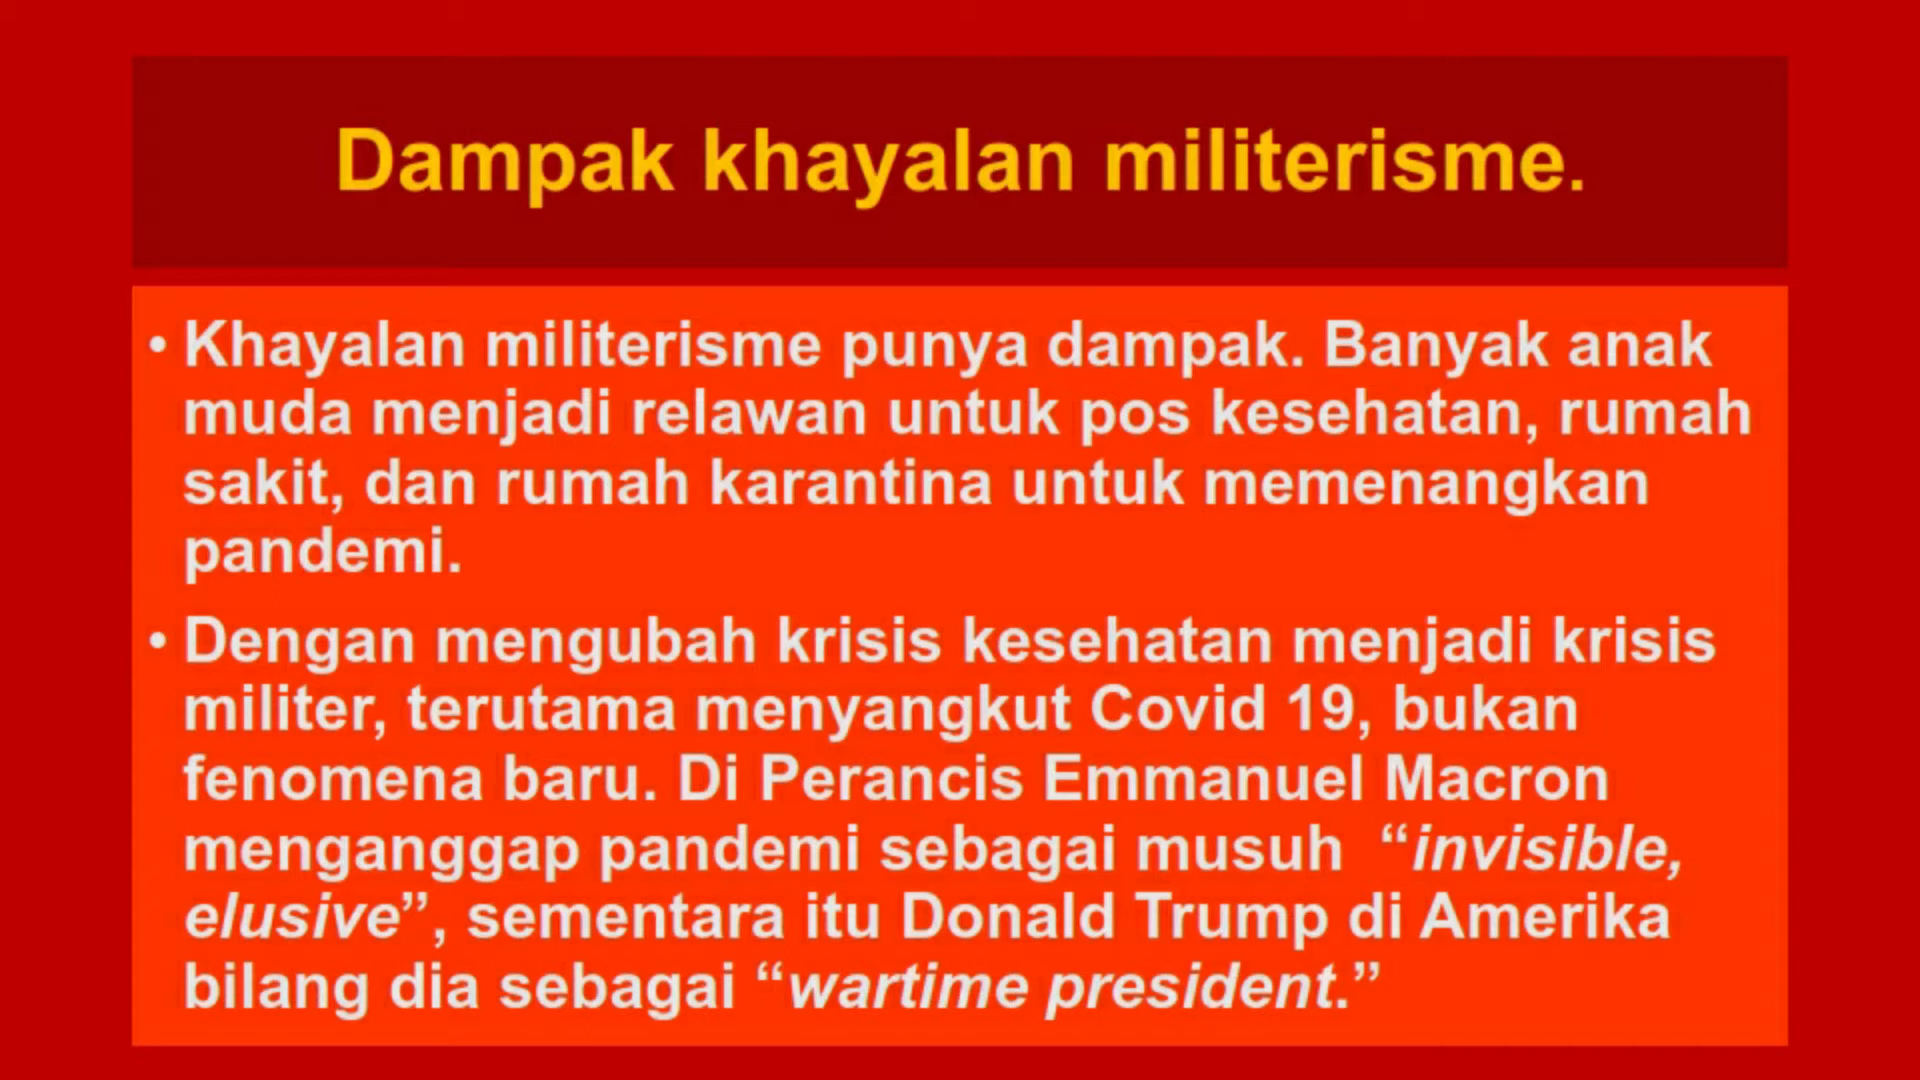 Dampak khayalan militerisme.
• Khayalan militerisme punya dampak. Banyak anak
muda menjadi relawan untuk pos kesehatan, rumah
sakit, dan rumah karantina untuk memenangkan
pandemi.
• Dengan mengubah krisis kesehatan menjadi krisis
militer, terutama menyangkut Covid 19, bukan
fenomena baru. Di Perancis Emmanuel Macron
menganggap pandemi sebagai musuh “invisible,
elusive”, sementara itu Donald Trump di Amerika
bilang dia sebagai “wartime president.”